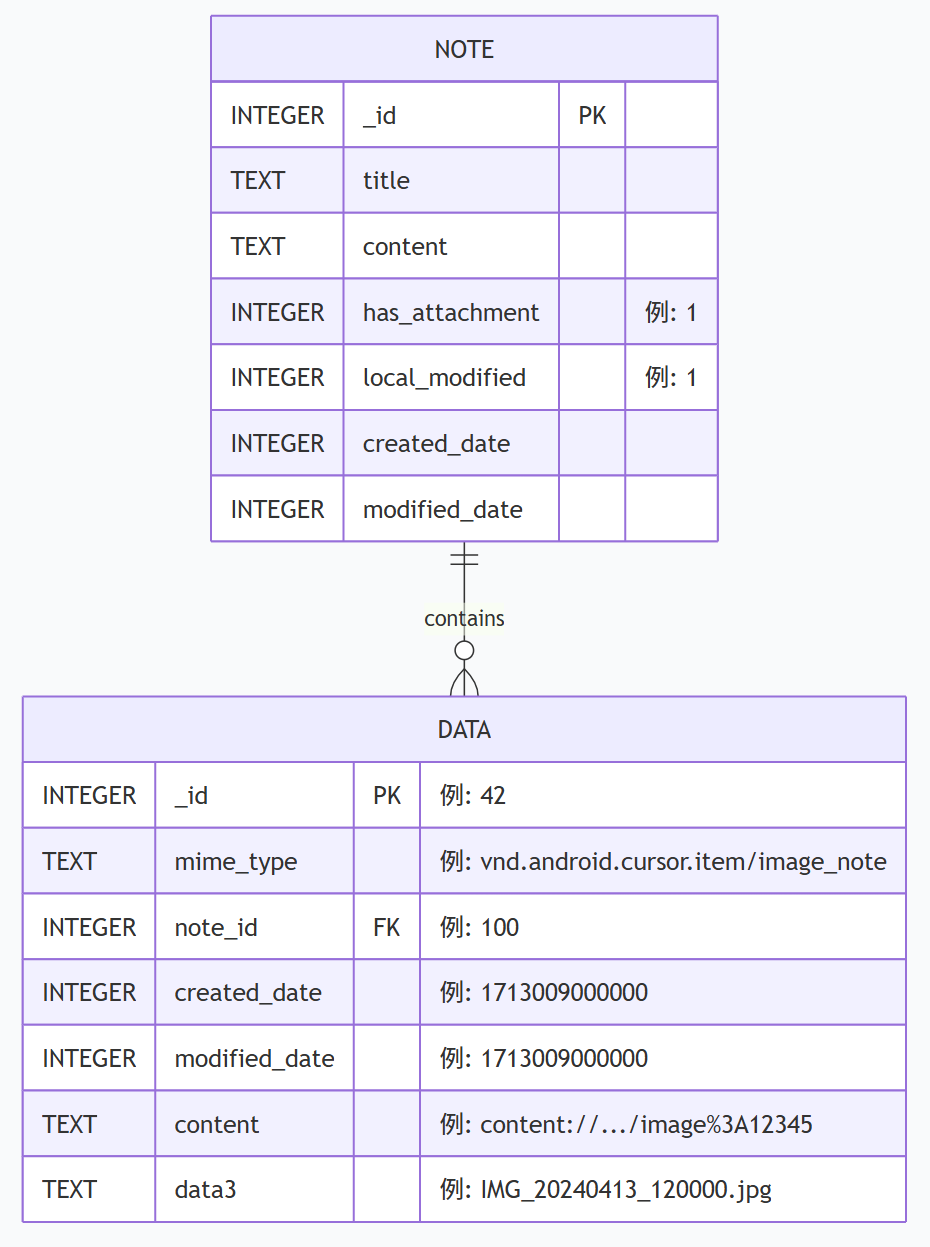 NOTE
INTEGER _id PK
TEXT title
TEXT content
INTEGER has_attachment 例: 1
INTEGER local_modified 例: 1
INTEGER created_date
INTEGER modified_date
contains
DATA
INTEGER _id PK 例: 42
TEXT mime_type 例: vnd.android.cursor.item/image_note
INTEGER note_id FK 例: 100
INTEGER created_date 例: 1713009000000
INTEGER modified_date 例: 1713009000000
TEXT content 例: content://.../image%3A12345
TEXT data3 例: IMG_20240413_120000.jpg